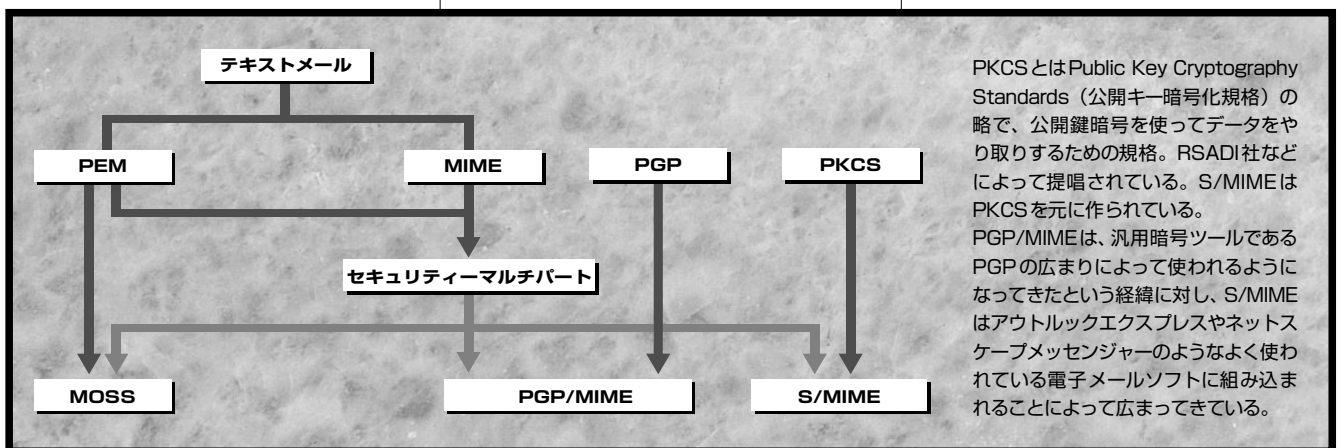 テキストメール
PEM
MIME
PGP
PKCS
セキュリティーマルチパート
MOSS
PGP/MIME
S/MIME
PKCSとはPublic Key Cryptography
Standards（公開キー暗号化規格）の
略で、公開鍵暗号を使ってデータをや
り取りするための規格。RSADI社など
によって提唱されている。S/MIMEは
PKCSを元に作られている。
PGP/MIMEは、汎用暗号ツールである
PGPの広まりによって使われるように
なってきたという経緯に対し、S/MIME
はアウトルックエクスプレスやネットス
ケープメッセンジャーのようなよく使わ
れている電子メールソフトに組み込ま
れることによって広まってきている。